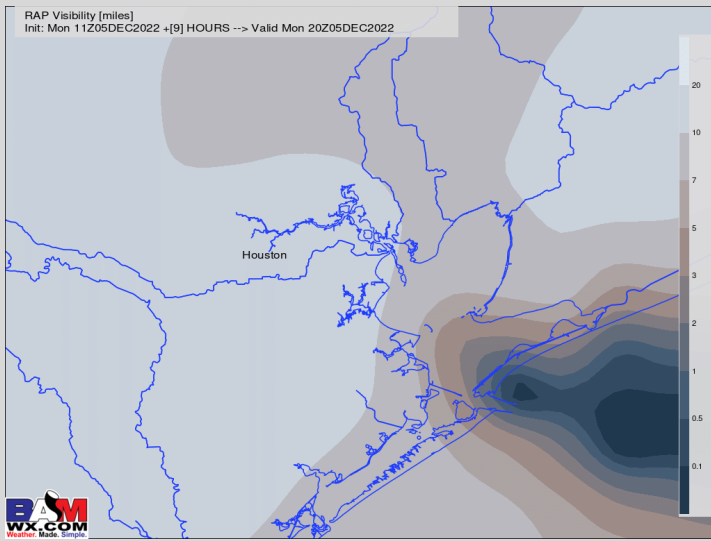 RAP Visibility [miles]
Init: Mon 11Z05DEC2022 +[9] HOURS --> Valid Mon 20Z05DEC2022
20
10
7
5
3
2
1
0.5
0.1
Houston
BAM
WX.COM
Weather. Made. Simple.